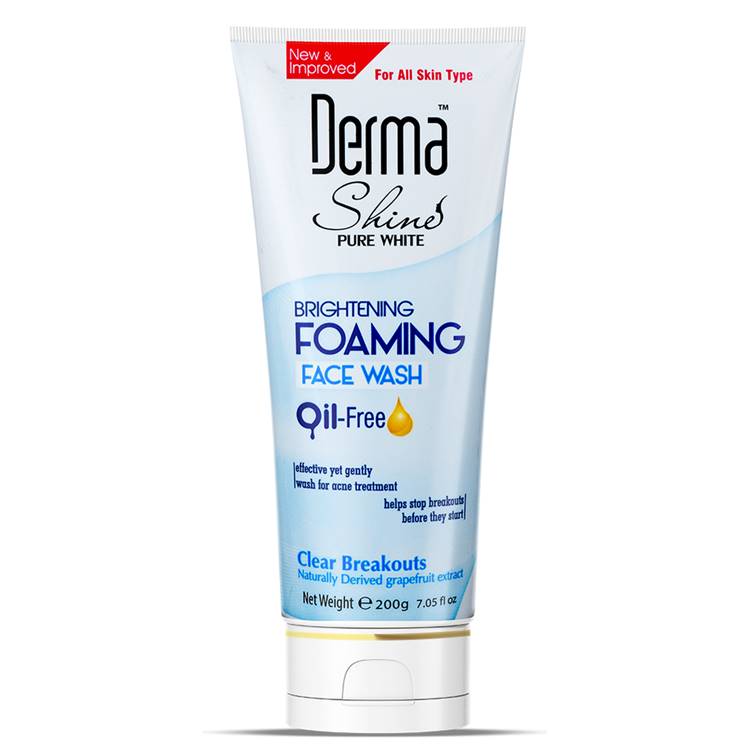 New &
Improved
For All Skin Type
Derma™
Shine
PURE WHITE
BRIGHTENING
FOAMING
FACE WASH
Oil-Free
effective yet gently
wash for acne treatment
helps stop breakouts
before they start
Clear Breakouts
Naturally Derived grapefruit extract
Net Weight ℮ 200g 7.05 fl oz